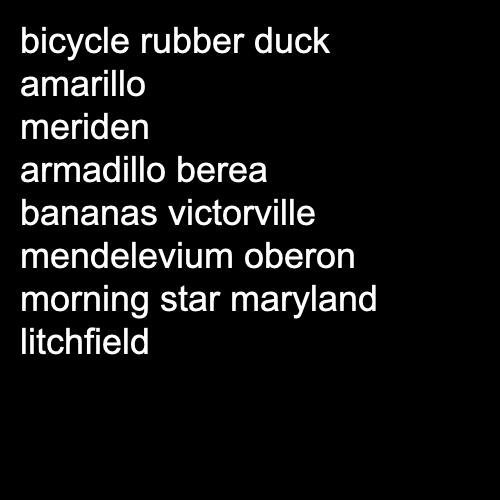 bicycle rubber duck
amarillo
meriden
armadillo berea
bananas victorville
mendelevium oberon
morning star maryland
litchfield